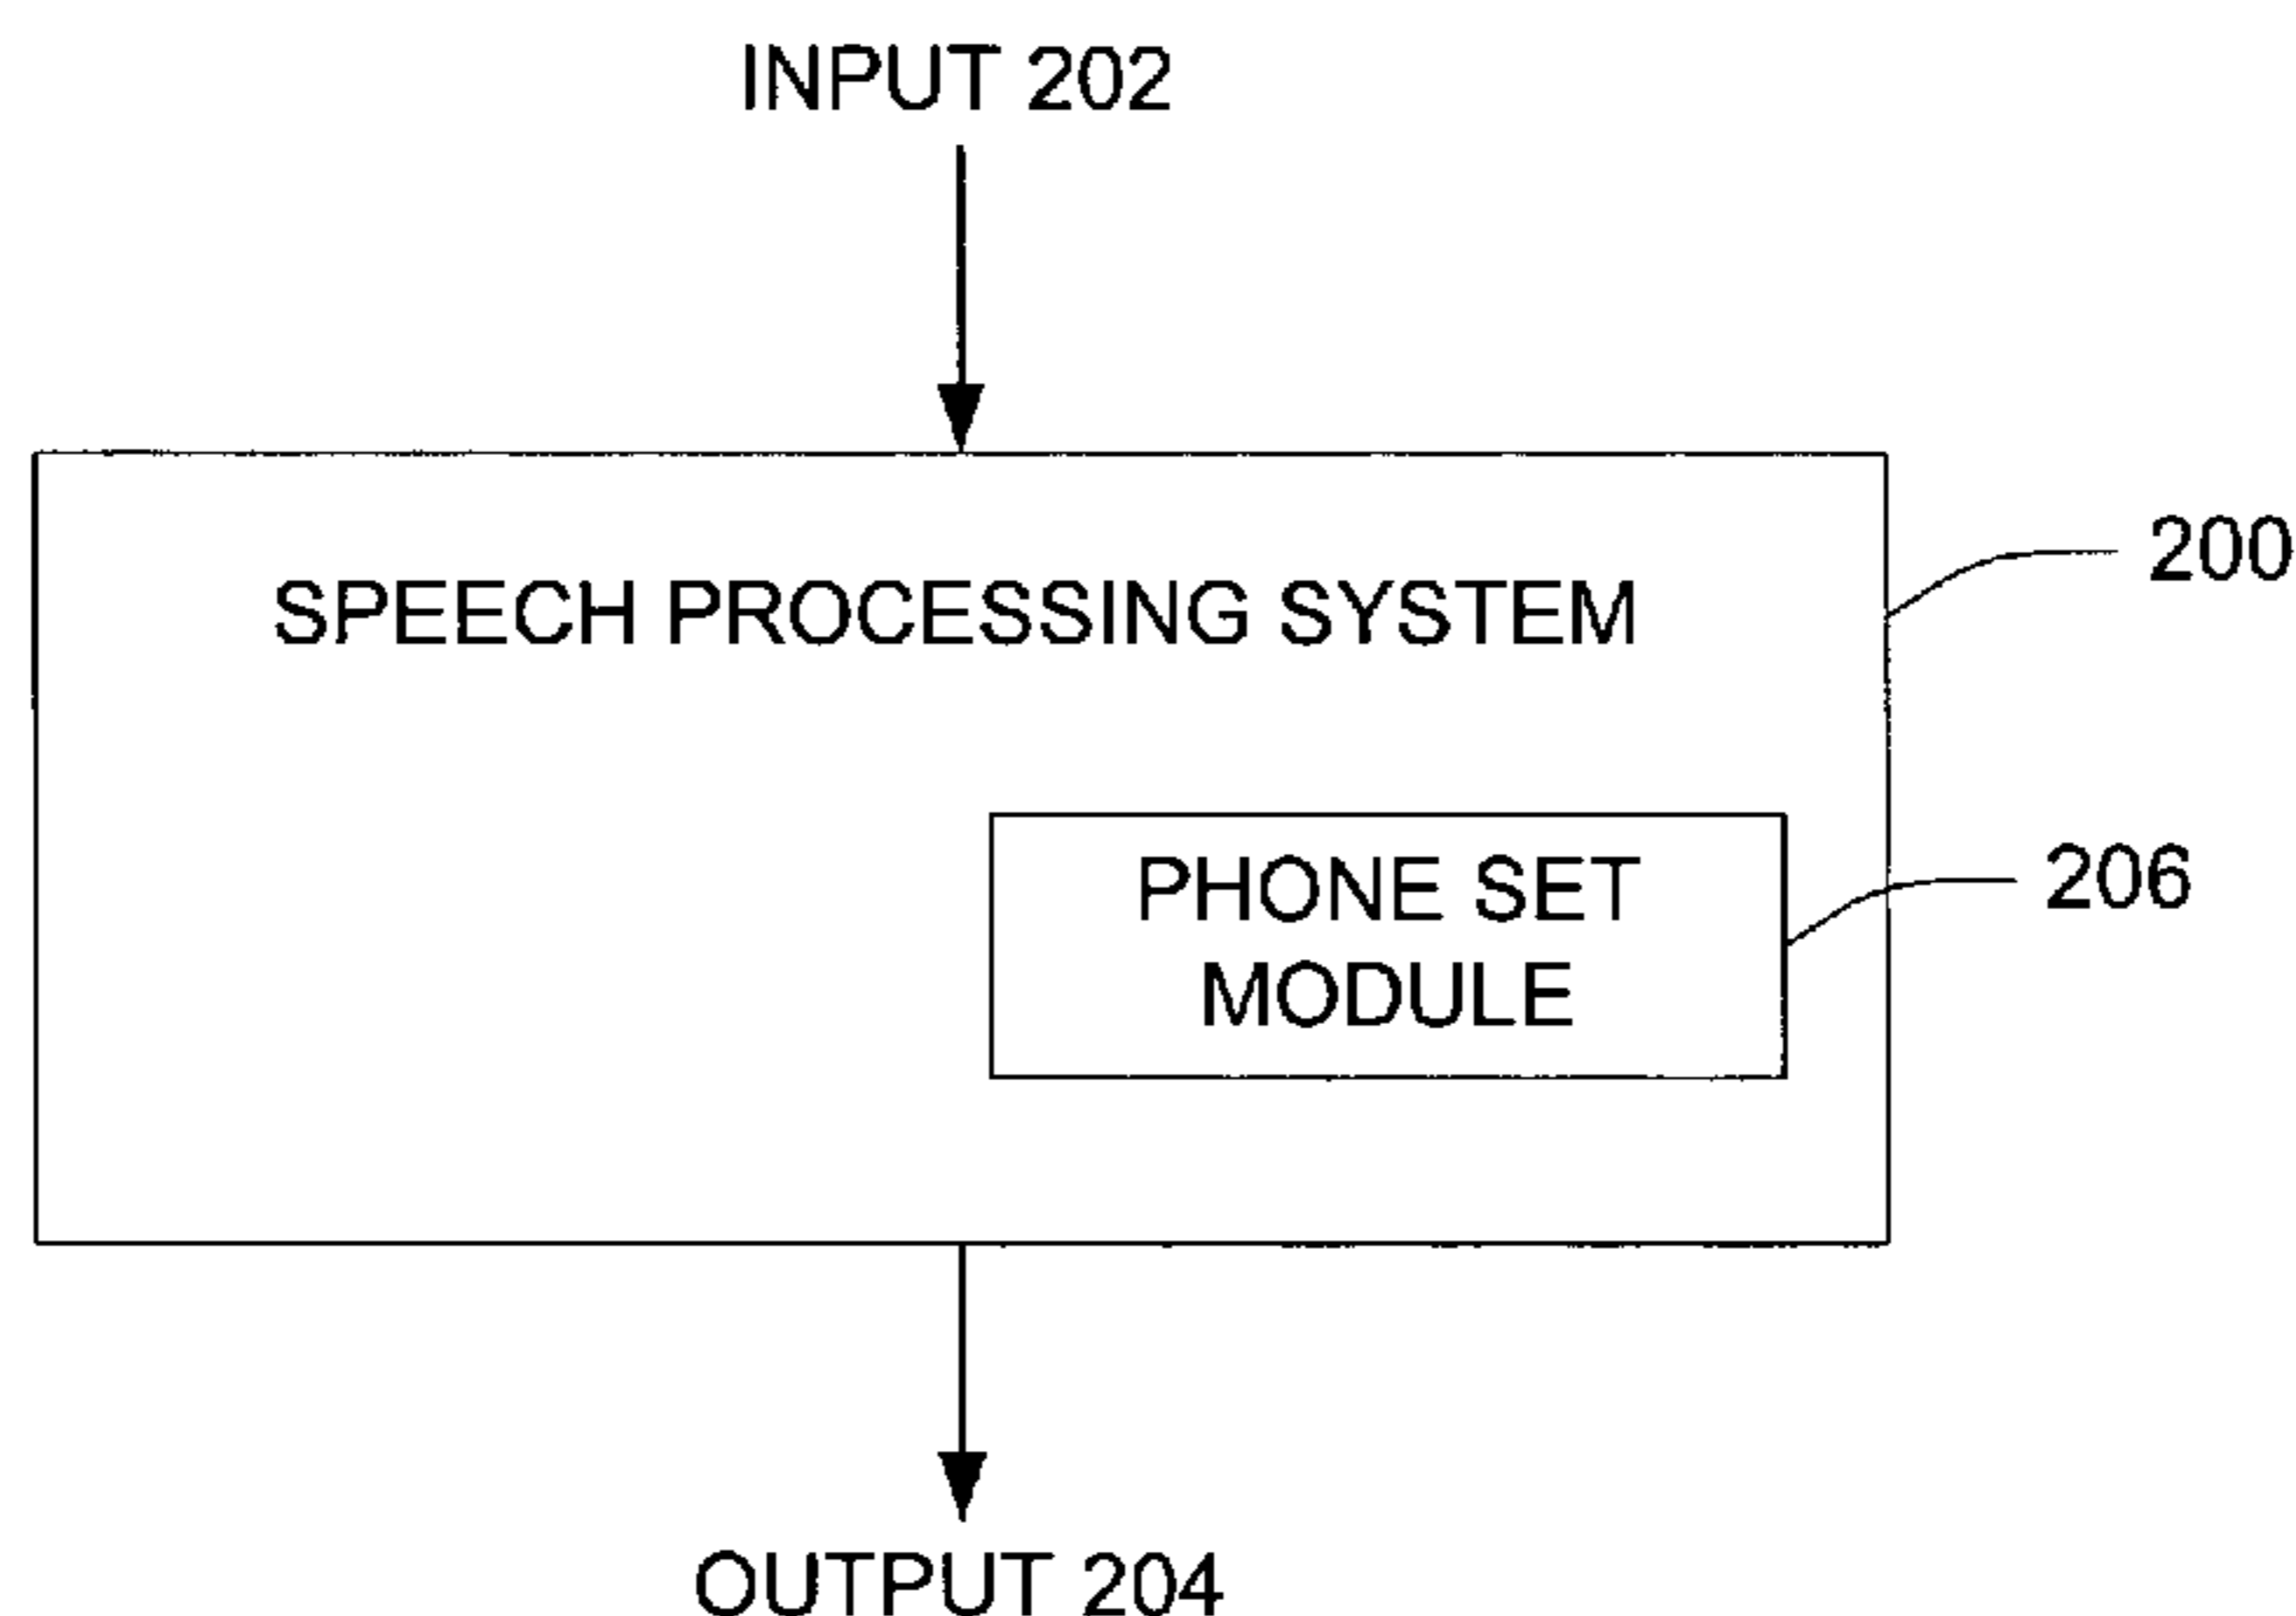 INPUT 202
200
SPEECH PROCESSING SYSTEM
206
PHONE SET
MODULE
OUTPUT 204